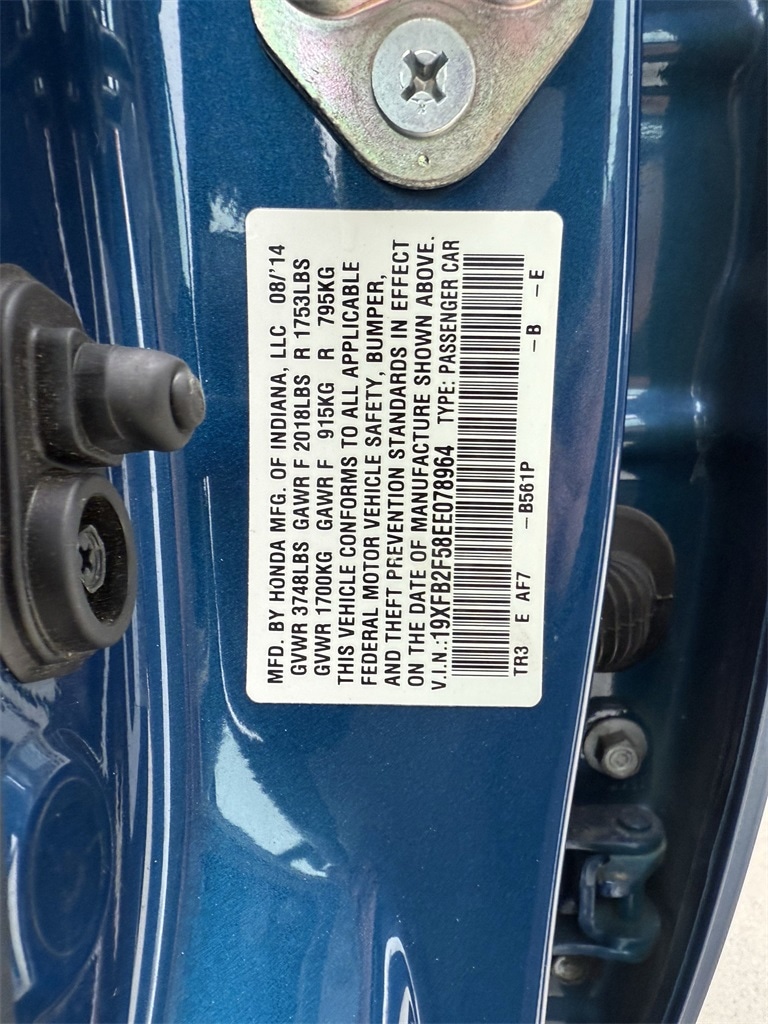 MFD. BY HONDA MFG. OF INDIANA, LLC 08/'14
GVWR 3748LBS GAWR F 2018LBS R 1753LBS
GVWR 1700KG GAWR F 915KG R 795KG
THIS VEHICLE CONFORMS TO ALL APPLICABLE
FEDERAL MOTOR VEHICLE SAFETY, BUMPER,
AND THEFT PREVENTION STANDARDS IN EFFECT
ON THE DATE OF MANUFACTURE SHOWN ABOVE.
V.I.N.:19XFB2F58EE078964 TYPE: PASSENGER CAR
TR3 E AF7 -B561P -B -E